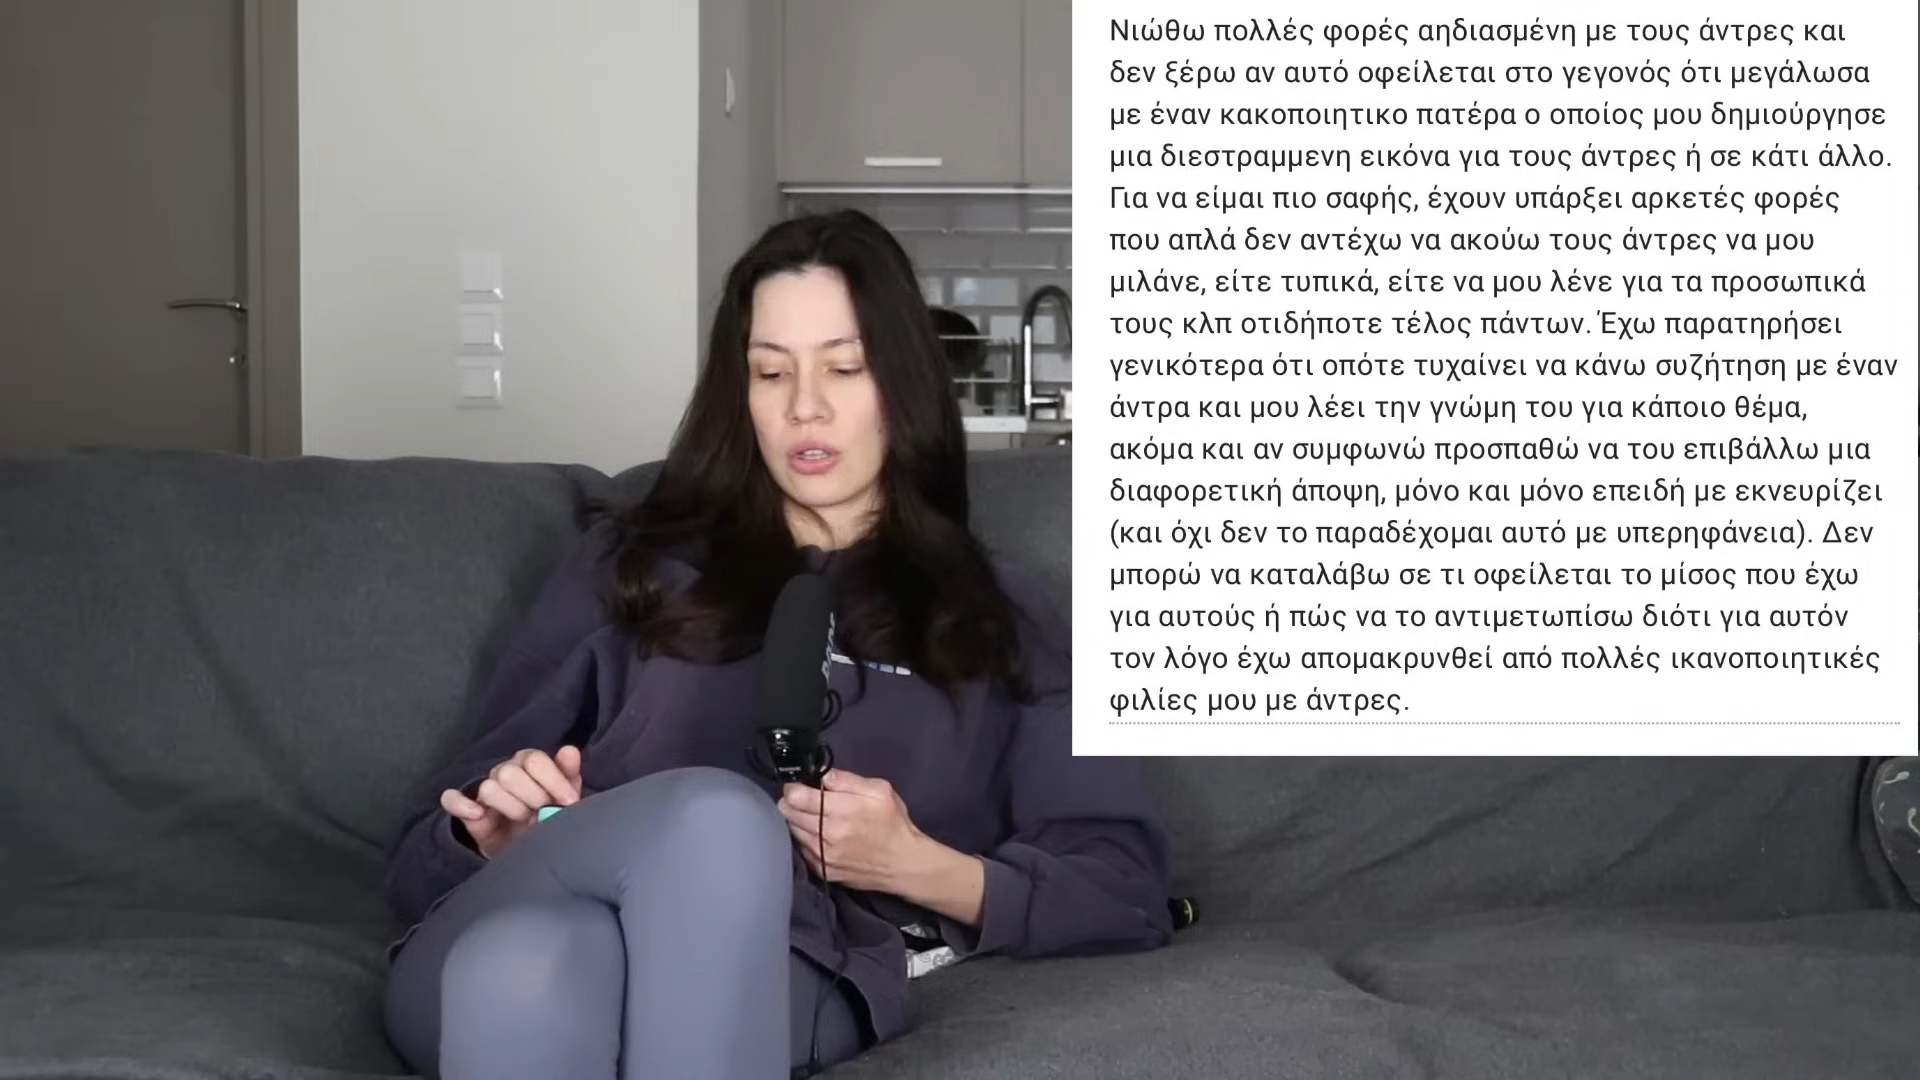 Νιώθω πολλές φορές αηδιασμένη με τους άντρες και
δεν ξέρω αν αυτό οφείλεται στο γεγονός ότι μεγάλωσα
με έναν κακοποιητικο πατέρα ο οποίος μου δημιούργησε
μια διεστραμμενη εικόνα για τους άντρες ή σε κάτι άλλο.
Για να είμαι πιο σαφής, έχουν υπάρξει αρκετές φορές
που απλά δεν αντέχω να ακούω τους άντρες να μου
μιλάνε, είτε τυπικά, είτε να μου λένε για τα προσωπικά
τους κλπ οτιδήποτε τέλος πάντων. Έχω παρατηρήσει
γενικότερα ότι οπότε τυχαίνει να κάνω συζήτηση με έναν
άντρα και μου λέει την γνώμη του για κάποιο θέμα,
ακόμα και αν συμφωνώ προσπαθώ να του επιβάλλω μια
διαφορετική άποψη, μόνο και μόνο επειδή με εκνευρίζει
(και όχι δεν το παραδέχομαι αυτό με υπερηφάνεια). Δεν
μπορώ να καταλάβω σε τι οφείλεται το μίσος που έχω
για αυτούς ή πώς να το αντιμετωπίσω διότι για αυτόν
τον λόγο έχω απομακρυνθεί από πολλές ικανοποιητικές
φιλίες μου με άντρες.